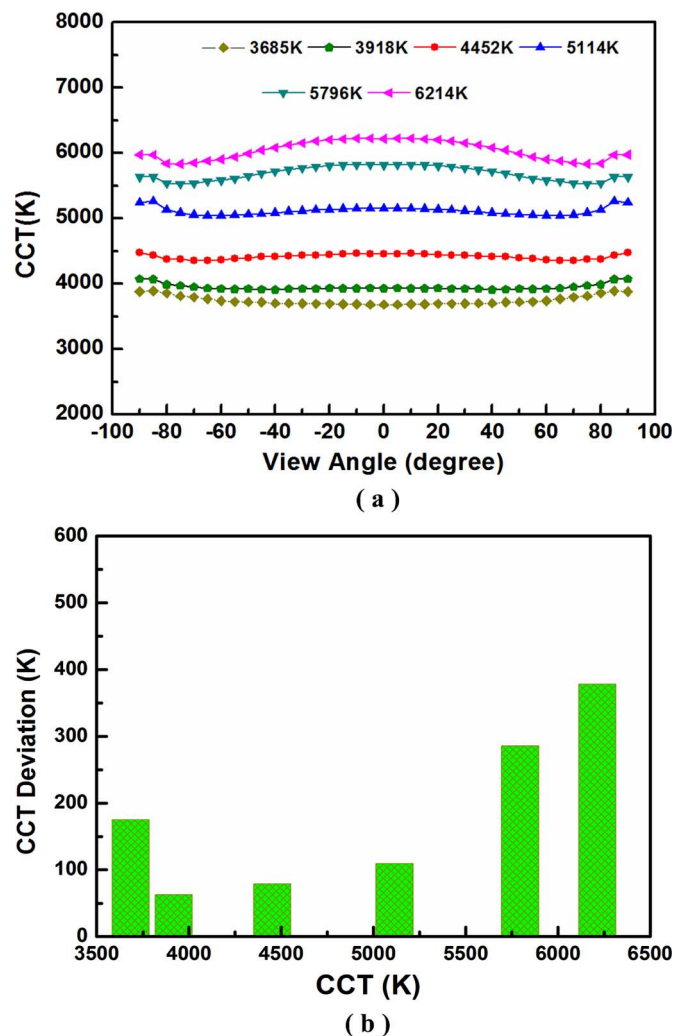 8000
7000
6000
5000
4000
3000
2000
CCT(K)
3685K 3918K 4452K 5114K
5796K 6214K
-100 -80 -60 -40 -20 0 20 40 60 80 100
View Angle (degree)
( a )
600
500
400
300
200
100
0
CCT Deviation (K)
3500 4000 4500 5000 5500 6000 6500
CCT (K)
( b )